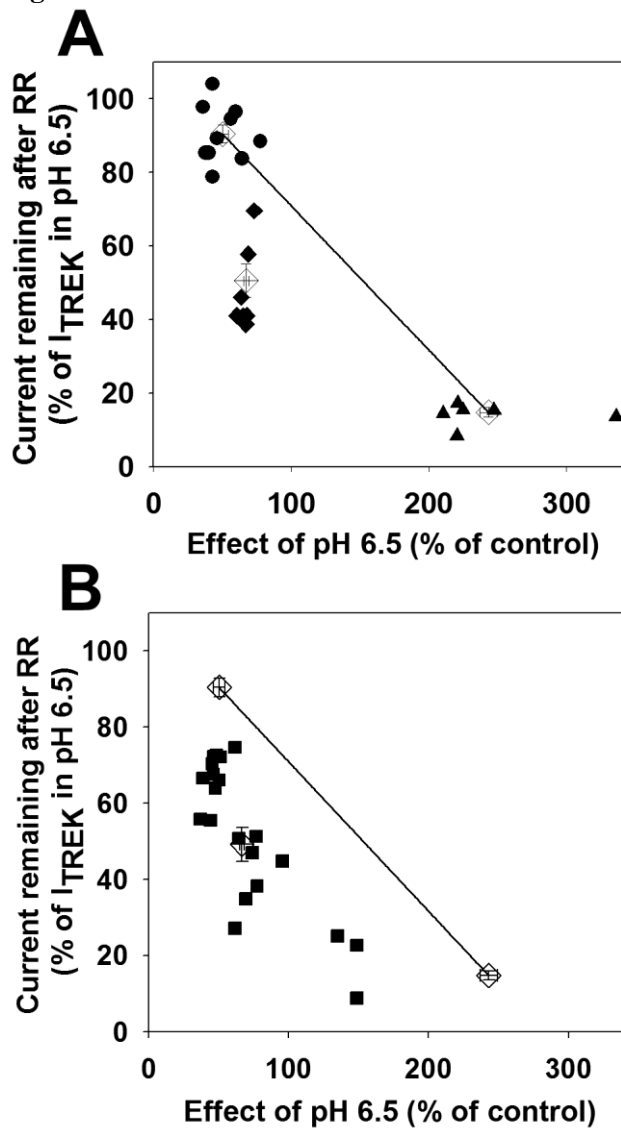 A
Current remaining after RR
(% of I_TREK in pH 6.5)
100
80
60
40
20
0
0 100 200 300
Effect of pH 6.5 (% of control)
B
Current remaining after RR
(% of I_TREK in pH 6.5)
100
80
60
40
20
0
0 100 200 300
Effect of pH 6.5 (% of control)